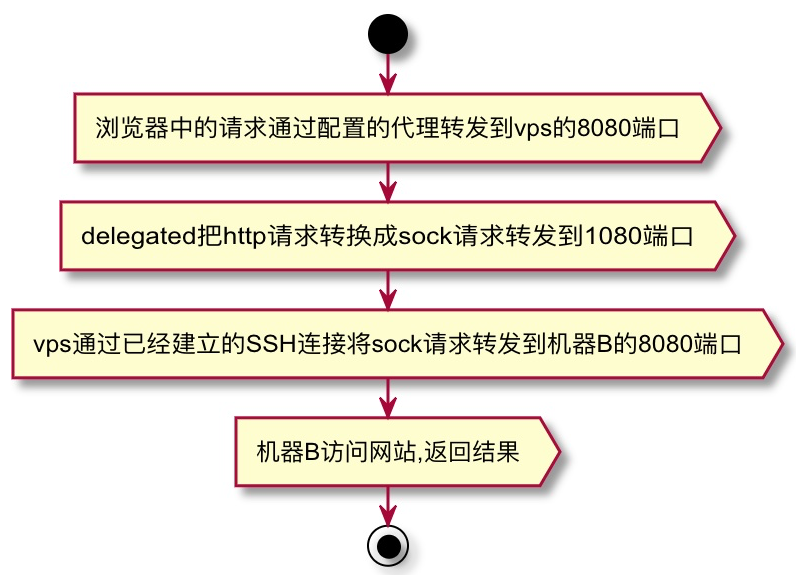 浏览器中的请求通过配置的代理转发到vps的8080端口
delegated把http请求转换成sock请求转发到1080端口
vps通过已经建立的SSH连接将sock请求转发到机器B的8080端口
机器B访问网站,返回结果